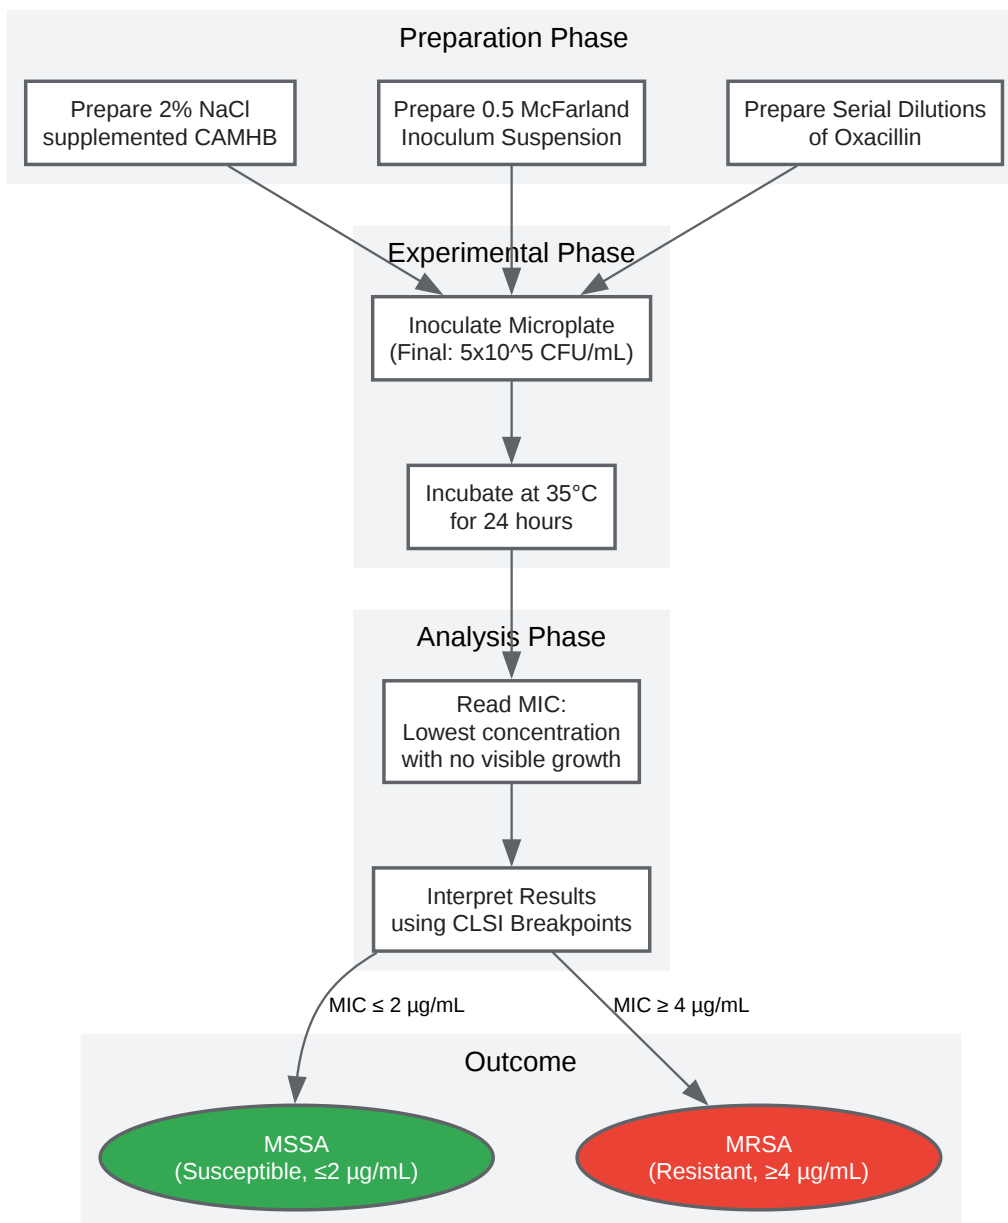 Preparation Phase
Prepare 2% NaCl
supplemented CAMHB
Prepare 0.5 McFarland
Inoculum Suspension
Prepare Serial Dilutions
of Oxacillin
Experimental Phase
Inoculate Microplate
(Final: 5x10^5 CFU/mL)
Incubate at 35°C
for 24 hours
Analysis Phase
Read MIC:
Lowest concentration
with no visible growth
Interpret Results
using CLSI Breakpoints
MIC ≤ 2 µg/mL
MIC ≥ 4 µg/mL
Outcome
MSSA
(Susceptible, ≤2 µg/mL)
MRSA
(Resistant, ≥4 µg/mL)